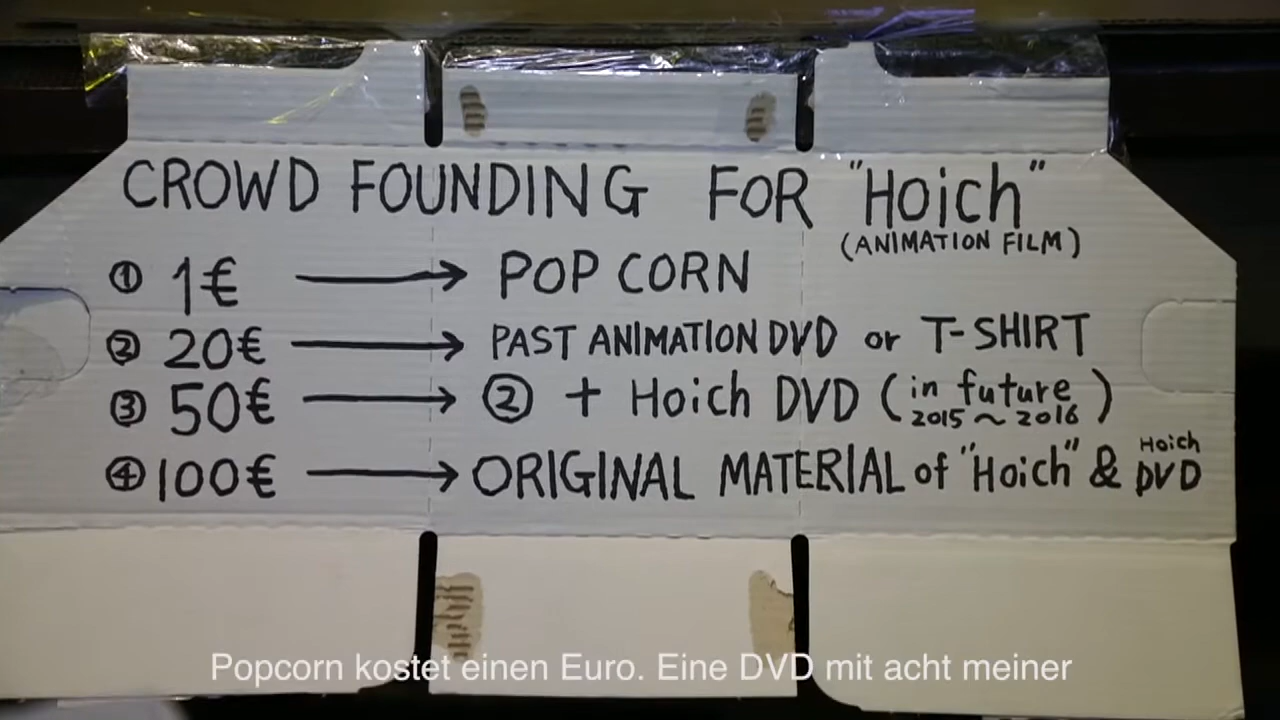 CROWD FOUNDING FOR "Hoich"
(ANIMATION FILM)
① 1€ → POP CORN
② 20€ → PAST ANIMATION DVD or T-SHIRT
③ 50€ → ② + Hoich DVD (in future 2015 ~ 2016)
④ 100€ → ORIGINAL MATERIAL of "Hoich" & Hoich DVD
Popcorn kostet einen Euro. Eine DVD mit acht meiner